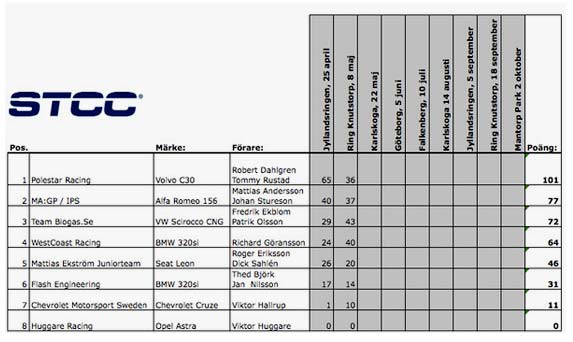 STCC
Pos. Märke: Förare: Jyllandsringen, 25 april Ring Knutstorp, 8 maj Karlskoga, 22 maj Göteborg, 5 juni Falkenberg, 10 juli Karlskoga 14 augusti Jyllandsringen, 5 september Ring Knutstorp, 18 september Mantorp Park 2 oktober Poäng:
Robert Dahlgren
1 Polestar Racing Volvo C30 Tommy Rustad 65 36 101
Mattias Andersson
2 MA:GP / IPS Alfa Romeo 156 Johan Stureson 40 37 77
Fredrik Ekblom
3 Team Biogas.Se VW Scirocco CNG Patrik Olsson 29 43 72
4 WestCoast Racing BMW 320si Richard Göransson 24 40 64
Roger Eriksson
5 Mattias Ekström Juniorteam Seat Leon Dick Sahlén 26 20 46
Thed Björk
6 Flash Engineering BMW 320si Jan Nilsson 17 14 31
7 Chevrolet Motorsport Sweden Chevrolet Cruze Viktor Hallrup 1 10 11
8 Huggare Racing Opel Astra Viktor Huggare 0 0 0